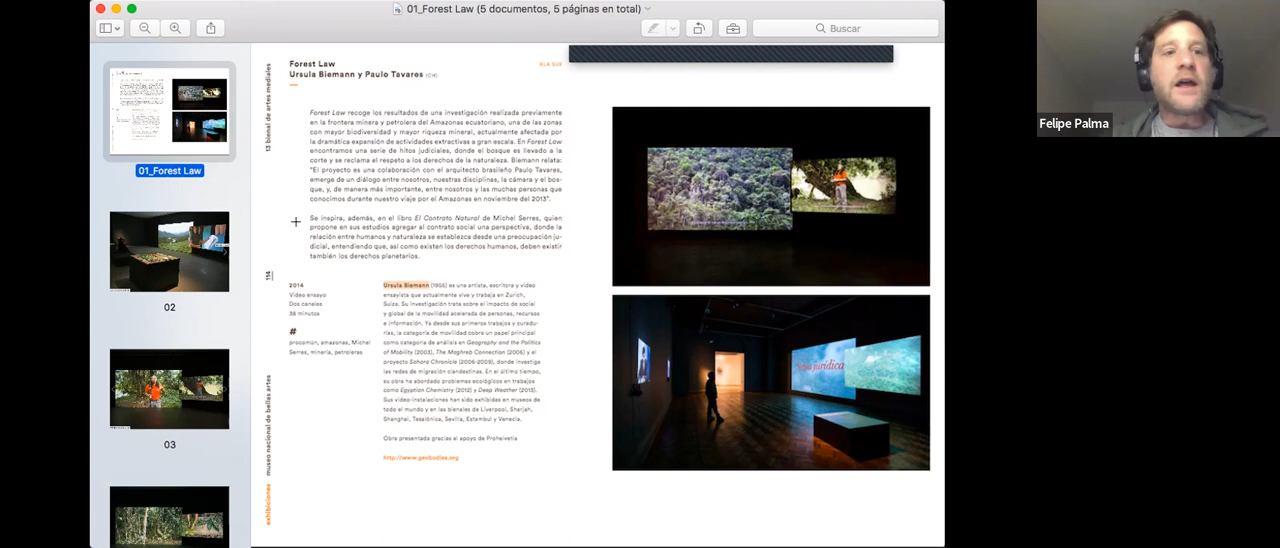 01_Forest Law (5 documentos, 5 páginas en total)
Buscar
01_Forest Law
02
03
13 bienal de artes mediales
114
museo nacional de bellas artes
exhibiciones
Forest Law
Ursula Biemann y Paulo Tavares (CH)
ALA SUR
Forest Law recoge los resultados de una investigación realizada previamente
en la frontera minera y petrolera del Amazonas ecuatoriano, una de las zonas
con mayor biodiversidad y mayor riqueza mineral, actualmente afectada por
la dramática expansión de actividades extractivas a gran escala. En Forest Law
encontramos una serie de hitos judiciales, donde el bosque es llevado a la
corte y se reclama el respeto a los derechos de la naturaleza. Biemann relata:
"El proyecto es una colaboración con el arquitecto brasileño Paulo Tavares,
emerge de un diálogo entre nosotros, nuestras disciplinas, la cámara y el bos-
que, y, de manera más importante, entre nosotros y las muchas personas que
conocimos durante nuestro viaje por el Amazonas en noviembre del 2013".
Se inspira, además, en el libro El Contrato Natural de Michel Serres, quien
propone en sus estudios agregar al contrato social una perspectiva, donde la
relación entre humanos y naturaleza se establezca desde una preocupación ju-
dicial, entendiendo que, así como existen los derechos humanos, deben existir
también los derechos planetarios.
2014
Video ensayo
Dos canales
38 minutos
#
procomún, amazonas, Michel
Serres, minería, petroleras
Ursula Biemann (1955) es una artista, escritora y video
ensayista que actualmente vive y trabaja en Zurich,
Suiza. Su investigación trata sobre el impacto de social
y global de la movilidad acelerada de personas, recursos
e información. Ya desde sus primeros trabajos y curadu-
rías, la categoría de movilidad cobra un papel principal
como categoría de análisis en Geography and the Politics
of Mobility (2003), The Maghreb Connection (2006) y el
proyecto Sahara Chronicle (2006-2009), donde investiga
las redes de migración clandestinas. En el último tiempo,
su obra ha abordado problemas ecológicos en trabajos
como Egyptian Chemistry (2012) y Deep Weather (2013).
Sus video-instalaciones han sido exhibidas en museos de
todo el mundo y en las bienales de Liverpool, Sharjah,
Shanghai, Tesalónica, Sevilla, Estambul y Venecia.
Obra presentada gracias al apoyo de Prohelvetia
http://www.geobodies.org
jurídica
Felipe Palma